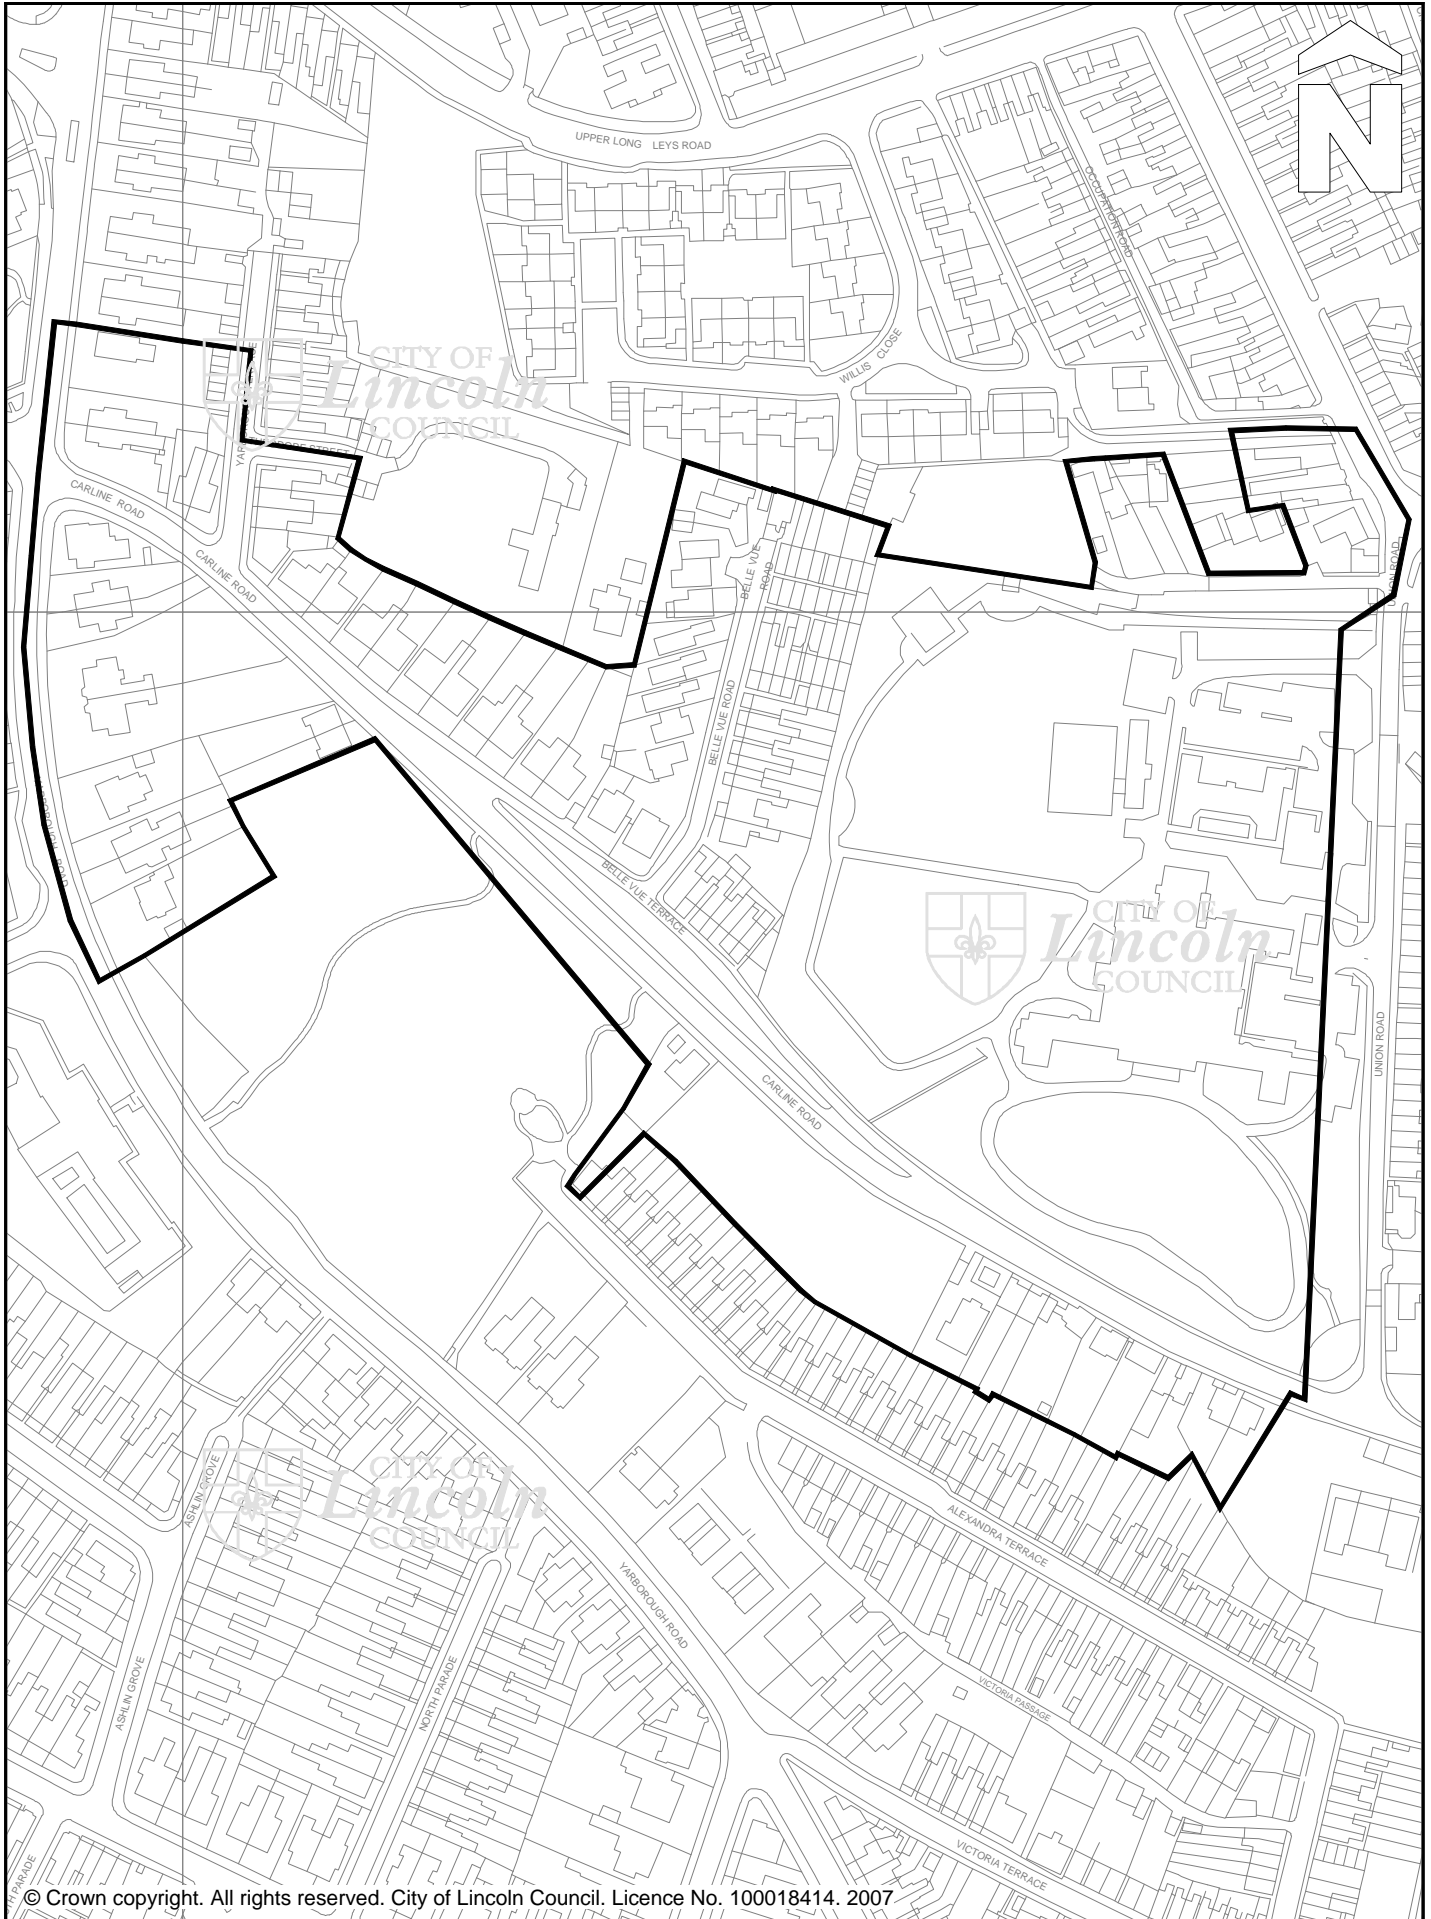 N
UPPER LONG LEYS ROAD
OCCUPATION ROAD
WILLIS CLOSE
CITY OF
Lincoln
COUNCIL
CARLINE ROAD
CARLINE ROAD
BELLE VUE
ROAD
UNION ROAD
BELLE VUE ROAD
BELLE VUE TERRACE
CITY OF
Lincoln
COUNCIL
UNION ROAD
CARLINE ROAD
CITY OF
Lincoln
COUNCIL
ASHLIN GROVE
ALEXANDRA TERRACE
YARBOROUGH ROAD
ASHLIN GROVE
NORTH PARADE
VICTORIA PASSAGE
VICTORIA TERRACE
PARADE
© Crown copyright. All rights reserved. City of Lincoln Council. Licence No. 100018414. 2007